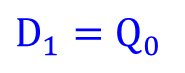 D₁ = Q₀